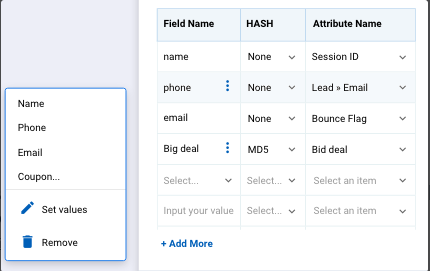 Field Name HASH Attribute Name
name None Session ID
phone None Lead » Email
email None Bounce Flag
Big deal MD5 Bid deal
Select... Select... Select an item
Input your value Select... Select an item
+ Add More
Name
Phone
Email
Coupon...
Set values
Remove